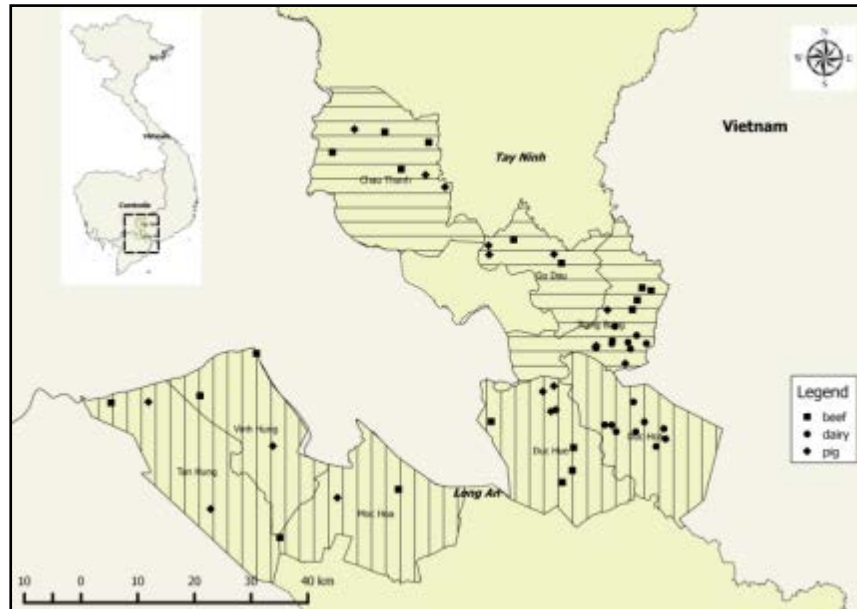 N
W E
S
Vietnam
Tay Ninh
Cambodia
Chau Thanh
Go Dau
Trang Bang
Legend
beef
dairy
pig
Vinh Hung
Duc Hoa
Duc Hue
Tan Hung
Long An
Moc Hoa
10 0 10 20 30 40 km